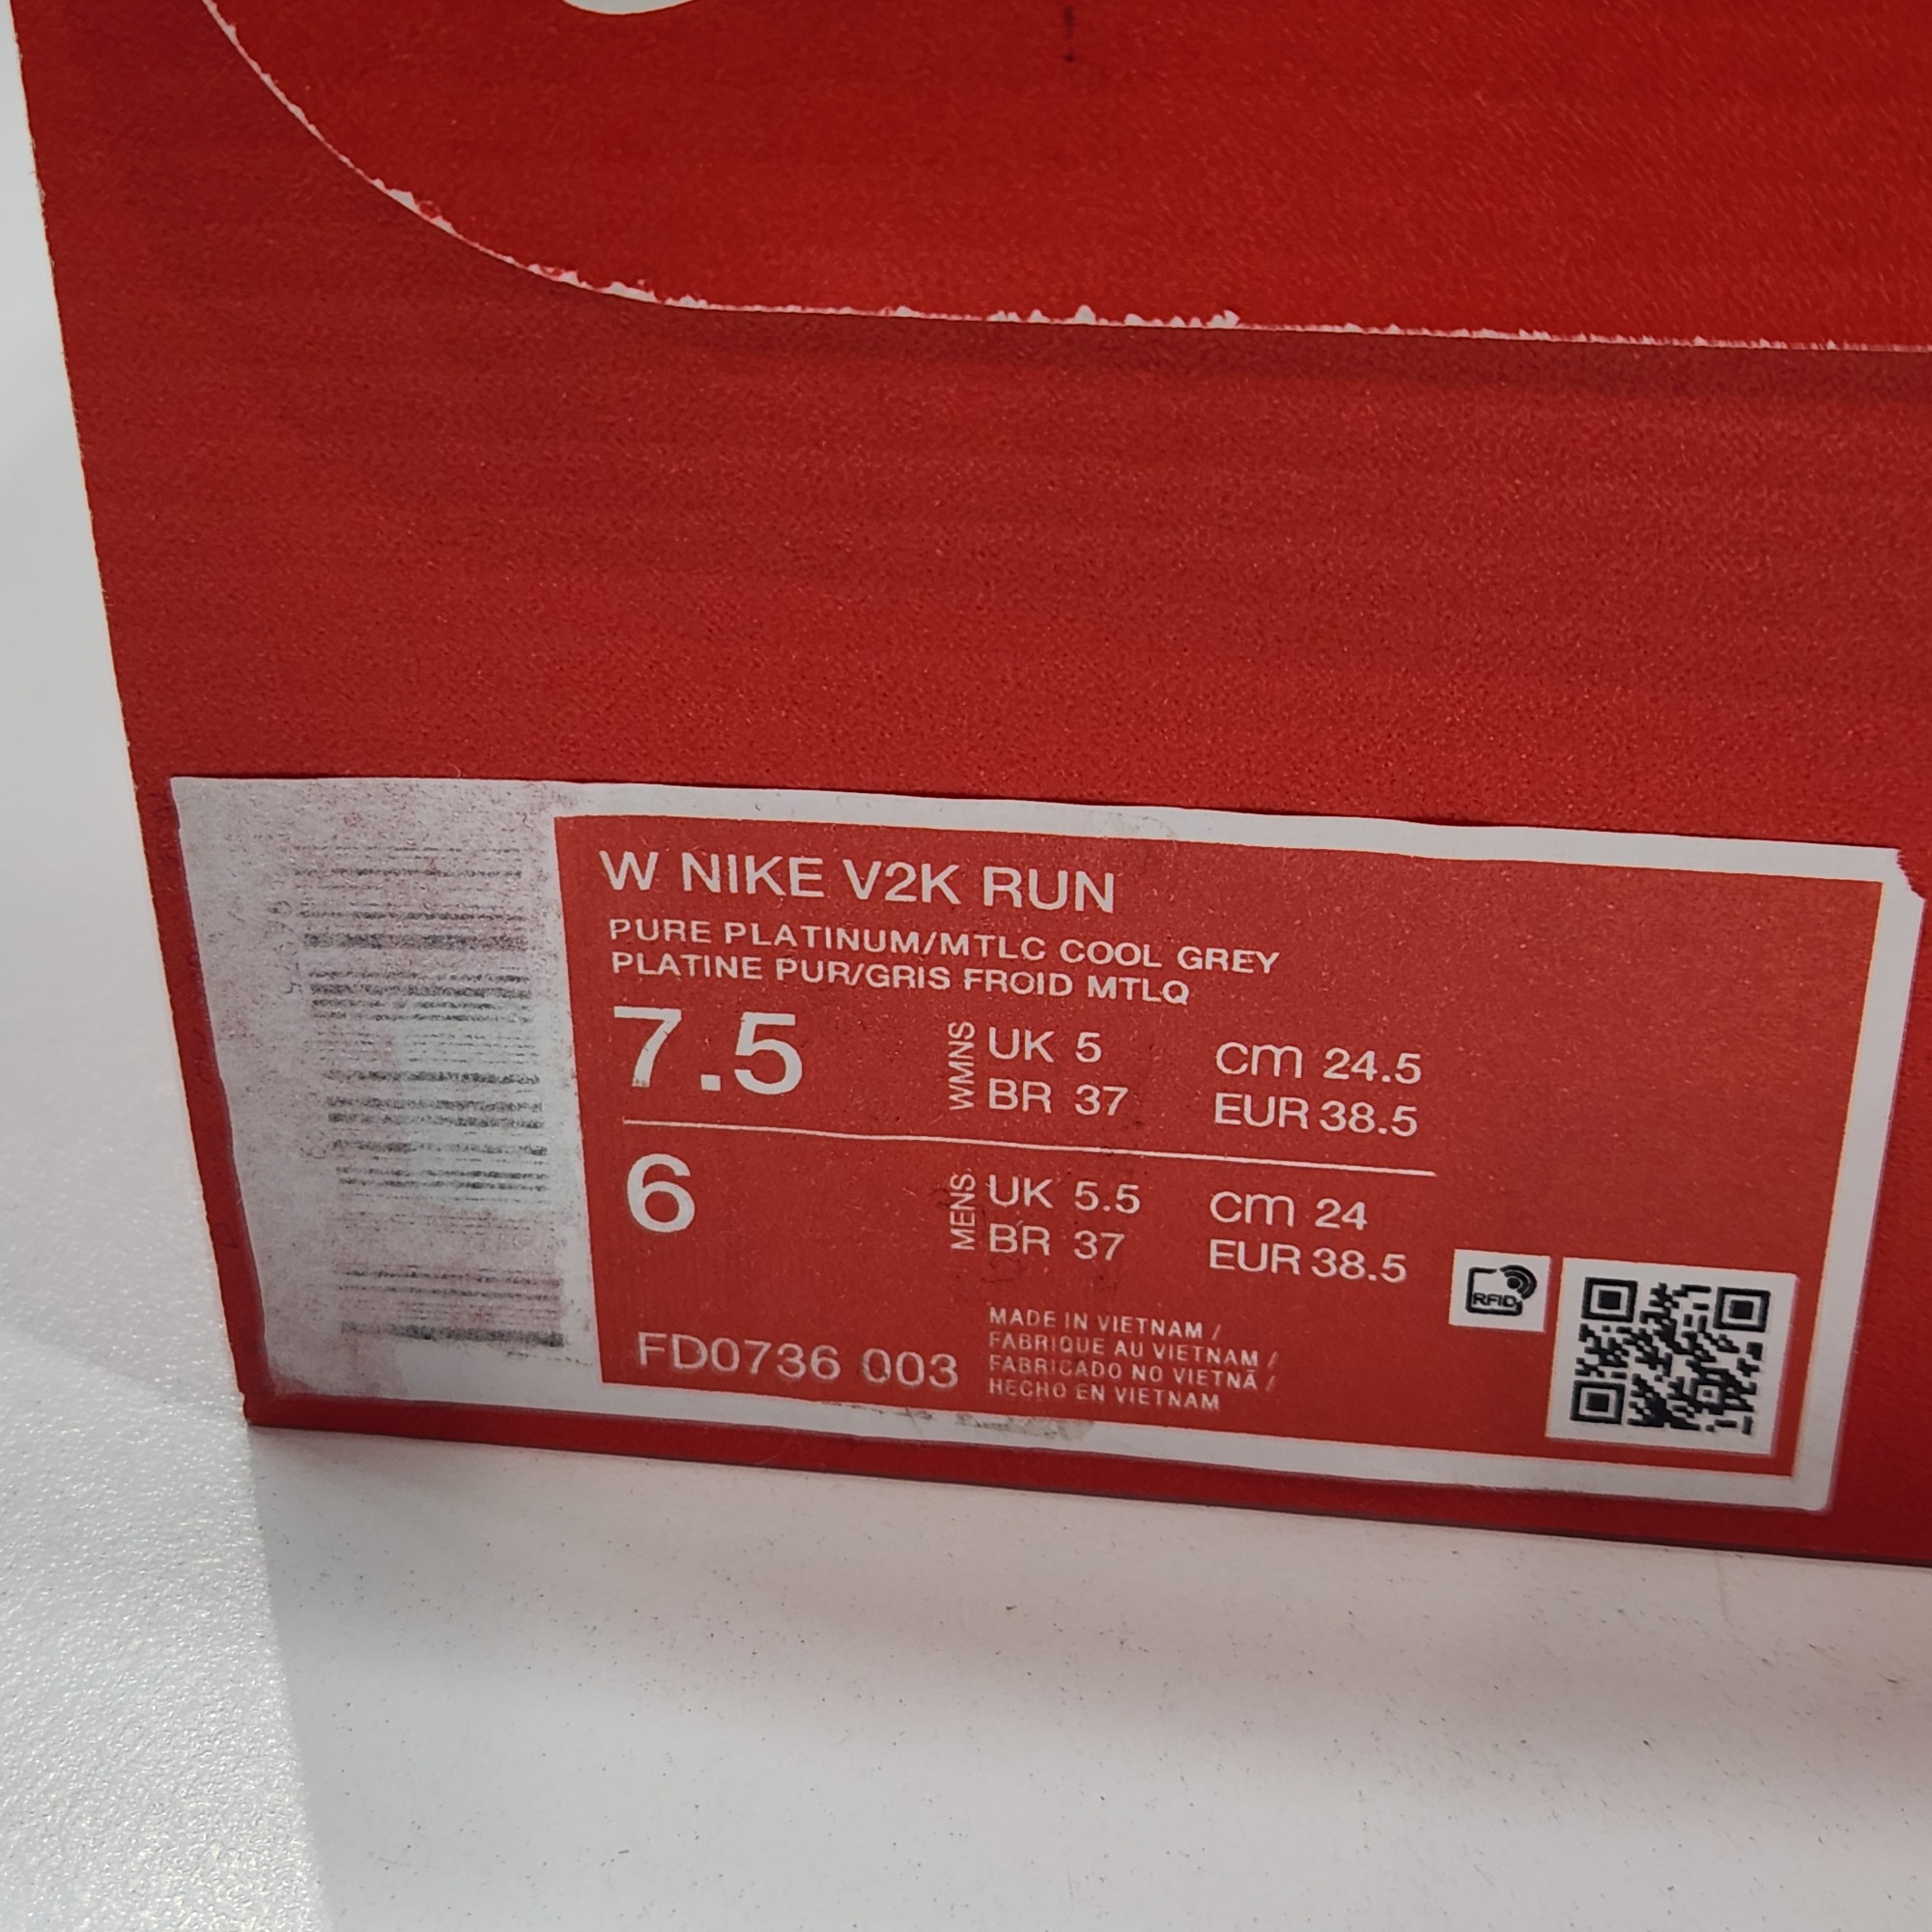 W NIKE V2K RUN
PURE PLATINUM/MTLC COOL GREY
PLATINE PUR/GRIS FROID MTLQ
7.5
WMNS
UK 5
BR 37
cm 24.5
EUR 38.5
6
MENS
UK 5.5
BR 37
cm 24
EUR 38.5
FD0736 003
MADE IN VIETNAM /
FABRIQUE AU VIETNAM /
FABRICADO NO VIETNÃ /
HECHO EN VIETNAM
RFID